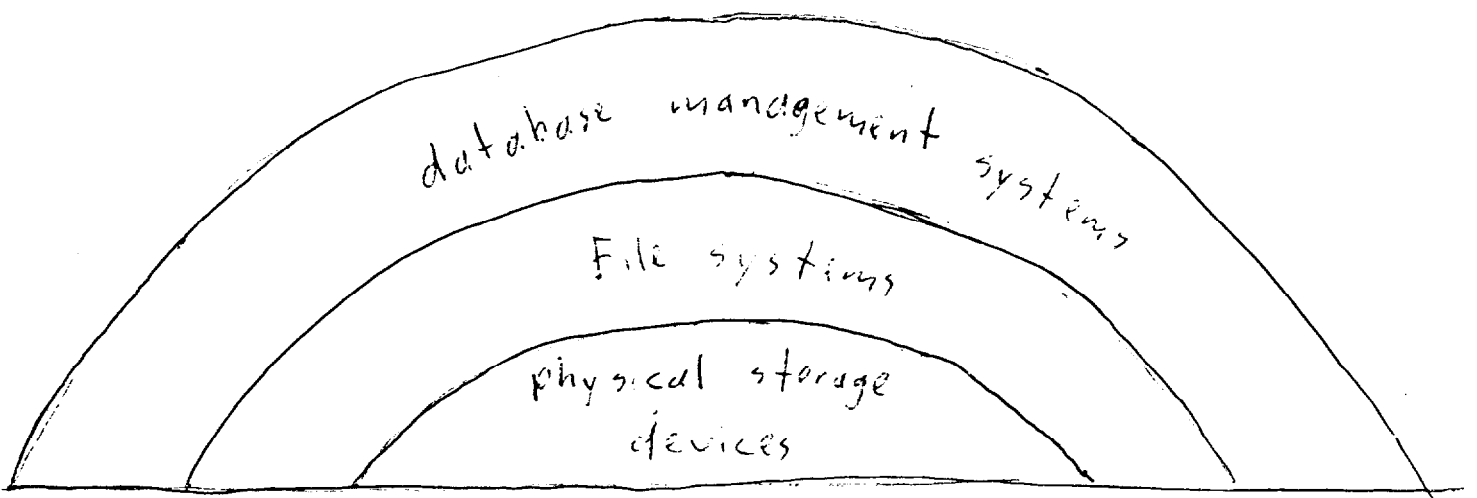 database management systems
File systems
physical storage
devices